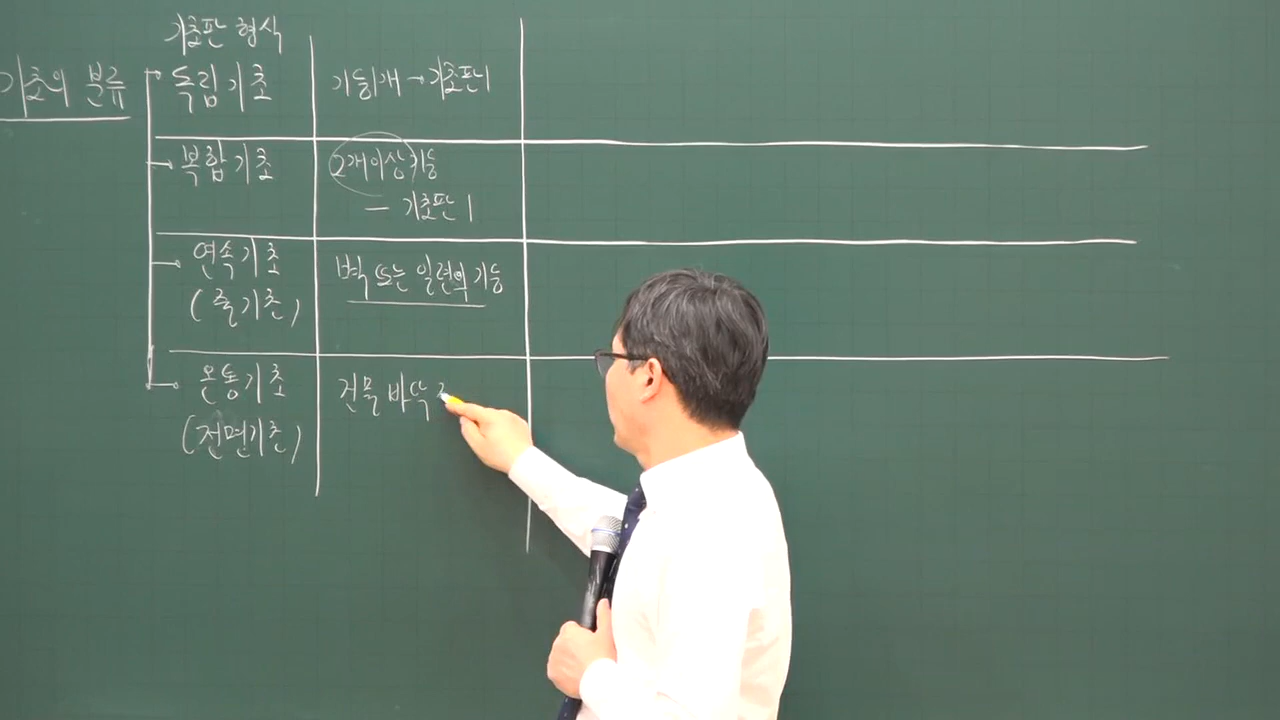 기초판 형식
기초의 분류
독립기초
기둥1개 → 기초판1
복합기초
2개이상 기둥
— 기초판 1
연속기초
(줄기초)
벽 또는 일련의 기둥
온통기초
(전면기초)
건물 바닥